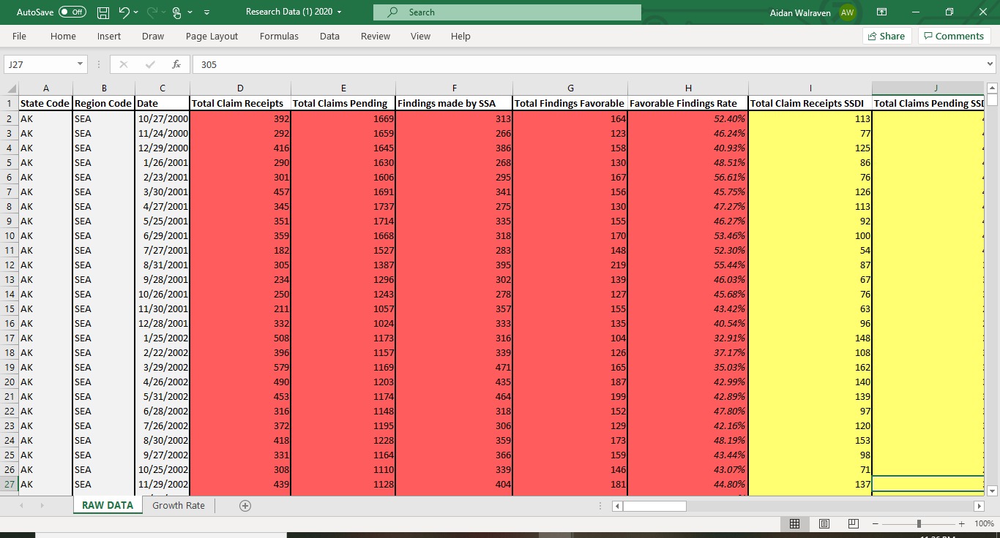 AutoSave Off Research Data (1) 2020 Search Aidan Walraven AW
File Home Insert Draw Page Layout Formulas Data Review View Help Share Comments
J27 fx 305
A B C D E F G H I J
1 State Code Region Code Date Total Claim Receipts Total Claims Pending Findings made by SSA Total Findings Favorable Favorable Findings Rate Total Claim Receipts SSDI Total Claims Pending
2 AK SEA 10/27/2000 392 1669 313 164 52.40% 113
3 AK SEA 11/24/2000 292 1659 266 123 46.24% 77
4 AK SEA 12/29/2000 416 1645 386 158 40.93% 125
5 AK SEA 1/26/2001 290 1630 268 130 48.51% 86
6 AK SEA 2/23/2001 301 1606 295 167 56.61% 76
7 AK SEA 3/30/2001 457 1691 341 156 45.75% 126
8 AK SEA 4/27/2001 345 1737 275 130 47.27% 113
9 AK SEA 5/25/2001 351 1714 335 155 46.27% 92
10 AK SEA 6/29/2001 359 1668 318 170 53.46% 100
11 AK SEA 7/27/2001 182 1527 283 148 52.30% 54
12 AK SEA 8/31/2001 305 1387 395 219 55.44% 87
13 AK SEA 9/28/2001 234 1296 302 139 46.03% 67
14 AK SEA 10/26/2001 250 1243 278 127 45.68% 76
15 AK SEA 11/30/2001 211 1057 357 155 43.42% 63
16 AK SEA 12/28/2001 332 1024 333 135 40.54% 96
17 AK SEA 1/25/2002 508 1173 316 104 32.91% 148
18 AK SEA 2/22/2002 396 1157 339 126 37.17% 108
19 AK SEA 3/29/2002 579 1169 471 165 35.03% 162
20 AK SEA 4/26/2002 490 1203 435 187 42.99% 140
21 AK SEA 5/31/2002 453 1174 464 199 42.89% 139
22 AK SEA 6/28/2002 316 1148 318 152 47.80% 97
23 AK SEA 7/26/2002 372 1195 306 129 42.16% 120
24 AK SEA 8/30/2002 418 1228 359 173 48.19% 153
25 AK SEA 9/27/2002 331 1164 366 159 43.44% 98
26 AK SEA 10/25/2002 308 1110 339 146 43.07% 71
27 AK SEA 11/29/2002 439 1128 404 181 44.80% 137
RAW DATA Growth Rate
100%